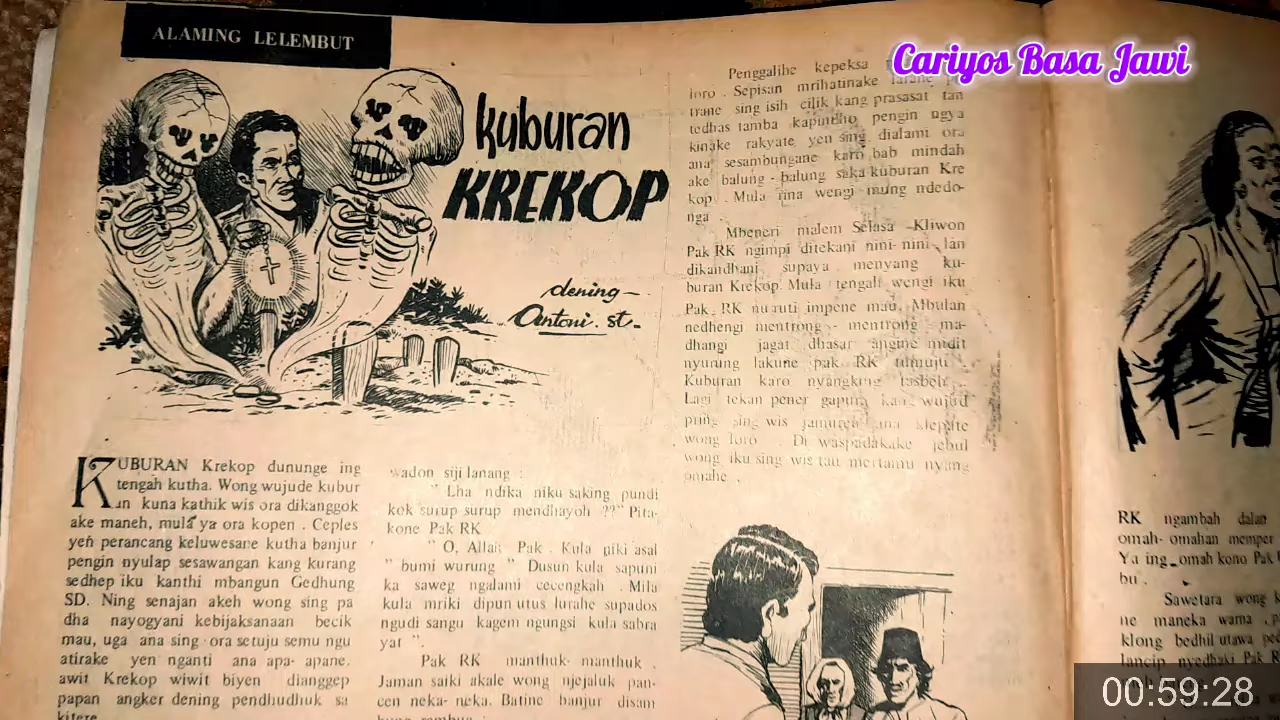 ALAMING LELEMBUT
Cariyos Basa Jawi
kuburan
KREKOP
dening -
Antoni. st.
KUBURAN Krekop dununge ing
tengah kutha. Wong wujude kubur
an kuna kathik wis ora dikanggok
ake maneh, mula ya ora kopen . Ceples
yen perancang keluwesane kutha banjur
pengin nyulap sesawangan kang kurang
sedhep iku kanthi mbangun Gedhung
SD. Ning senajan akeh wong sing pa
dha nayogyani kebijaksanaan becik
mau, uga ana sing ora setuju semu ngu
atirake yen nganti ana apa- apane.
awit Krekop wiwit biyen dianggep
papan angker dening pendhudhuk sa
kitere
wadon siji lanang :
" Lha ndika niku saking pundi
kok surup surup mendhayoh ??" Pita-
kone Pak RK
" O, Allah Pak . Kula niki asal
" bumi wurung " Dusun kula sapuni
ka saweg ngalami cecengkah . Mila
kula mriki dipun utus lurahe supados
ngudi sangu kagem ngungsi kula sabra
yat "
Pak RK manthuk- manthuk .
Jaman saiki akale wong njejaluk pan-
cen neka- neka. Batine banjur disam
Penggalihe kepeksa
loro . Sepisan mrihatinake
trane sing isih cilik kang prasasat tan
tedhas tamba kapindho pengin ngya
kinake rakyate yen sing dialami ora
ana sesambungane karo bab mindah
ake balung - balung saka kuburan Kre
kop . Mula rina wengi mung ndedo-
nga .
Mbeneri malem Selasa -Kliwon
Pak RK ngimpi ditekani nini- nini lan
dikandhani supaya menyang ku-
buran Krekop. Mula tengah wengi iku
Pak. RK nuruti impene mau. Mbulan
nedhengi mentrong - mentrong ma-
dhangi jagat dhasar angine midit
nyurung lakune pak RK tumuju
Kuburan karo nyangking tasbeh .
Lagi tekan pener gapura kang wujud
pring sing wis jamuren ana klepate
wong loro . Di waspadakake jebul
wong iku sing wis tau mertamu nyang
omahe .
RK ngambah dalan
omah- omahan memper
Ya ing omah kono Pak
bu .
Sawetara wong
ne maneka warna
klong bedhil utawa
lancip nyedhaki Pak R
00:59:28